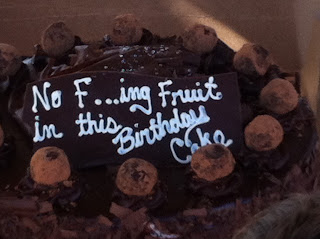 No F...ing Fruit
in this Birthday
Cake